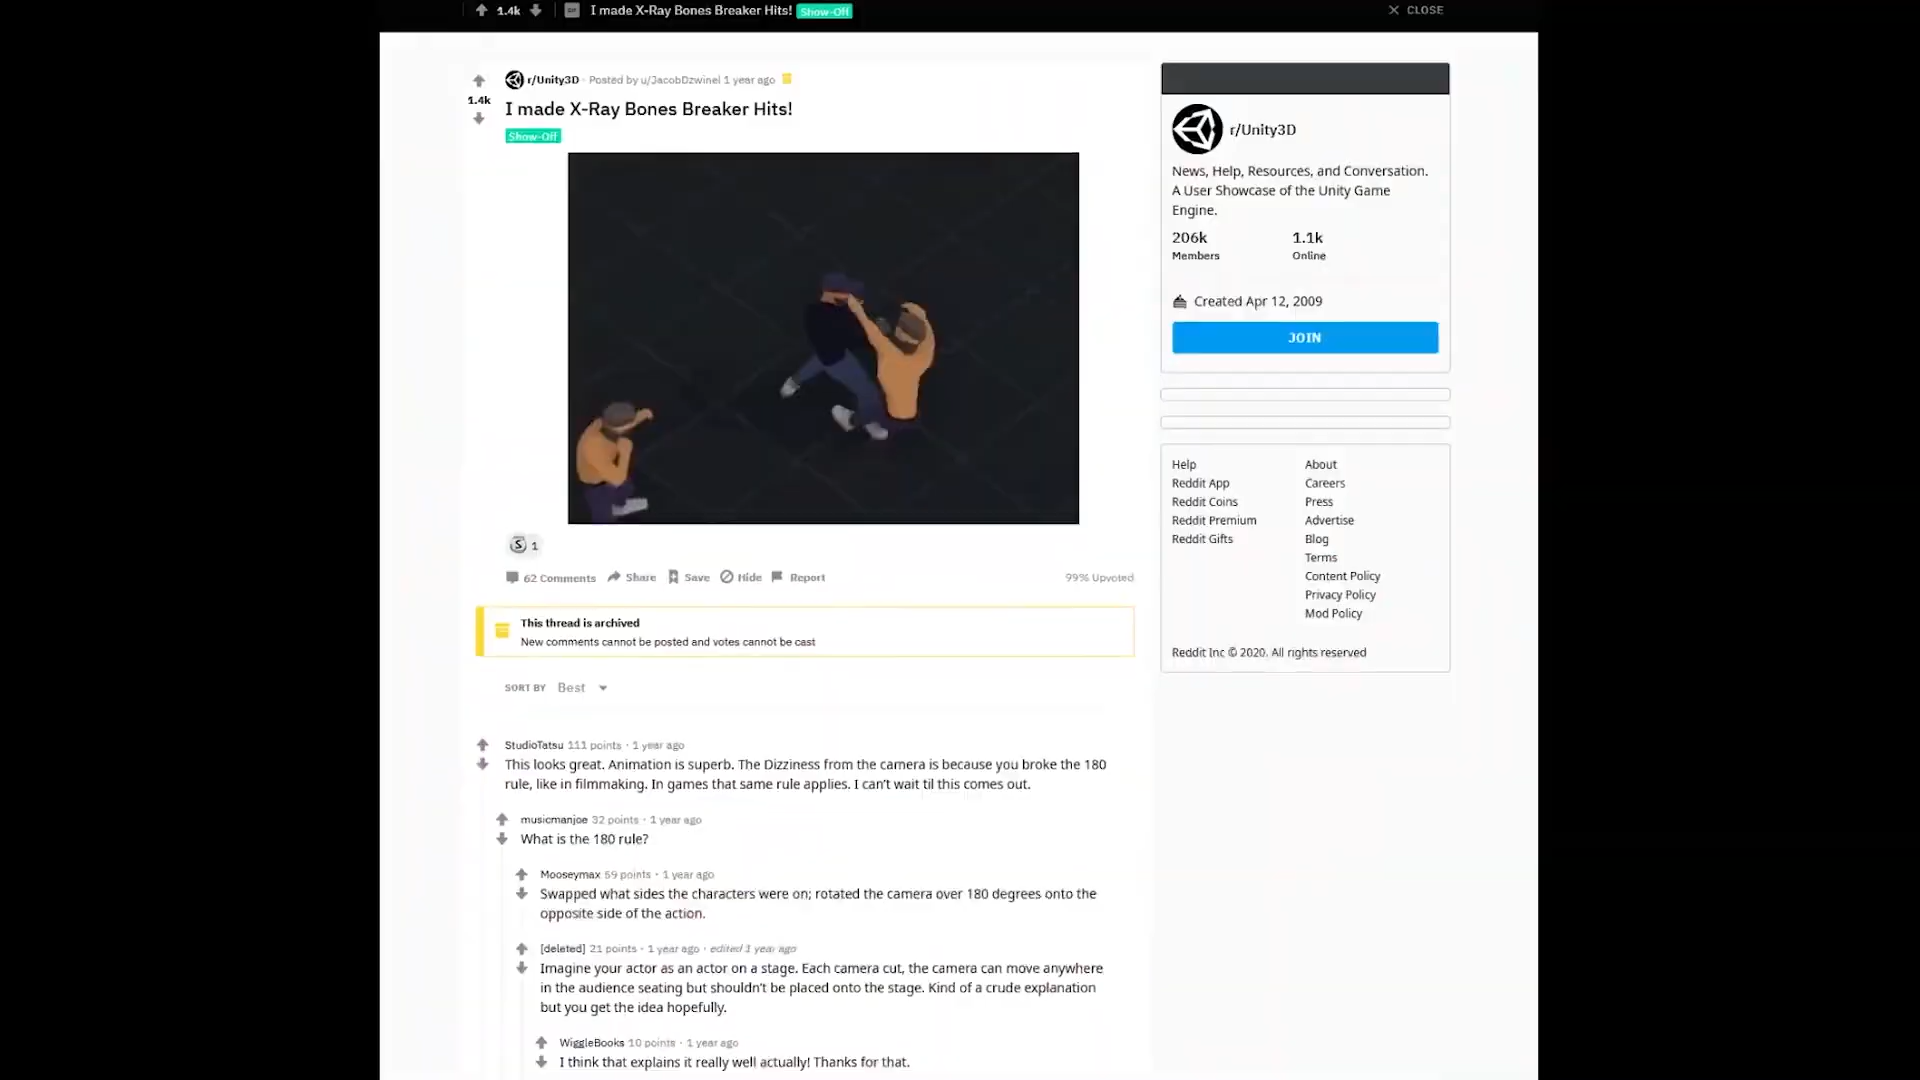 1.4k I made X-Ray Bones Breaker Hits! Show-Off CLOSE
r/Unity3D · Posted by u/JacobDzwinel 1 year ago
1.4k
I made X-Ray Bones Breaker Hits!
Show-Off
1
62 Comments Share Save Hide Report 99% Upvoted
This thread is archived
New comments cannot be posted and votes cannot be cast
SORT BY Best
StudioTatsu 111 points · 1 year ago
This looks great. Animation is superb. The Dizziness from the camera is because you broke the 180
rule, like in filmmaking. In games that same rule applies. I can't wait til this comes out.
musicmanjoe 32 points · 1 year ago
What is the 180 rule?
Mooseymax 59 points · 1 year ago
Swapped what sides the characters were on; rotated the camera over 180 degrees onto the
opposite side of the action.
[deleted] 21 points · 1 year ago · edited 1 year ago
Imagine your actor as an actor on a stage. Each camera cut, the camera can move anywhere
in the audience seating but shouldn't be placed onto the stage. Kind of a crude explanation
but you get the idea hopefully.
WiggleBooks 10 points · 1 year ago
I think that explains it really well actually! Thanks for that.
r/Unity3D
News, Help, Resources, and Conversation.
A User Showcase of the Unity Game
Engine.
206k 1.1k
Members Online
Created Apr 12, 2009
JOIN
Help About
Reddit App Careers
Reddit Coins Press
Reddit Premium Advertise
Reddit Gifts Blog
Terms
Content Policy
Privacy Policy
Mod Policy
Reddit Inc © 2020. All rights reserved